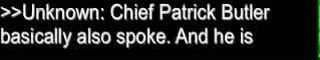 >>Unknown: Chief Patrick Butler
basically also spoke. And he is